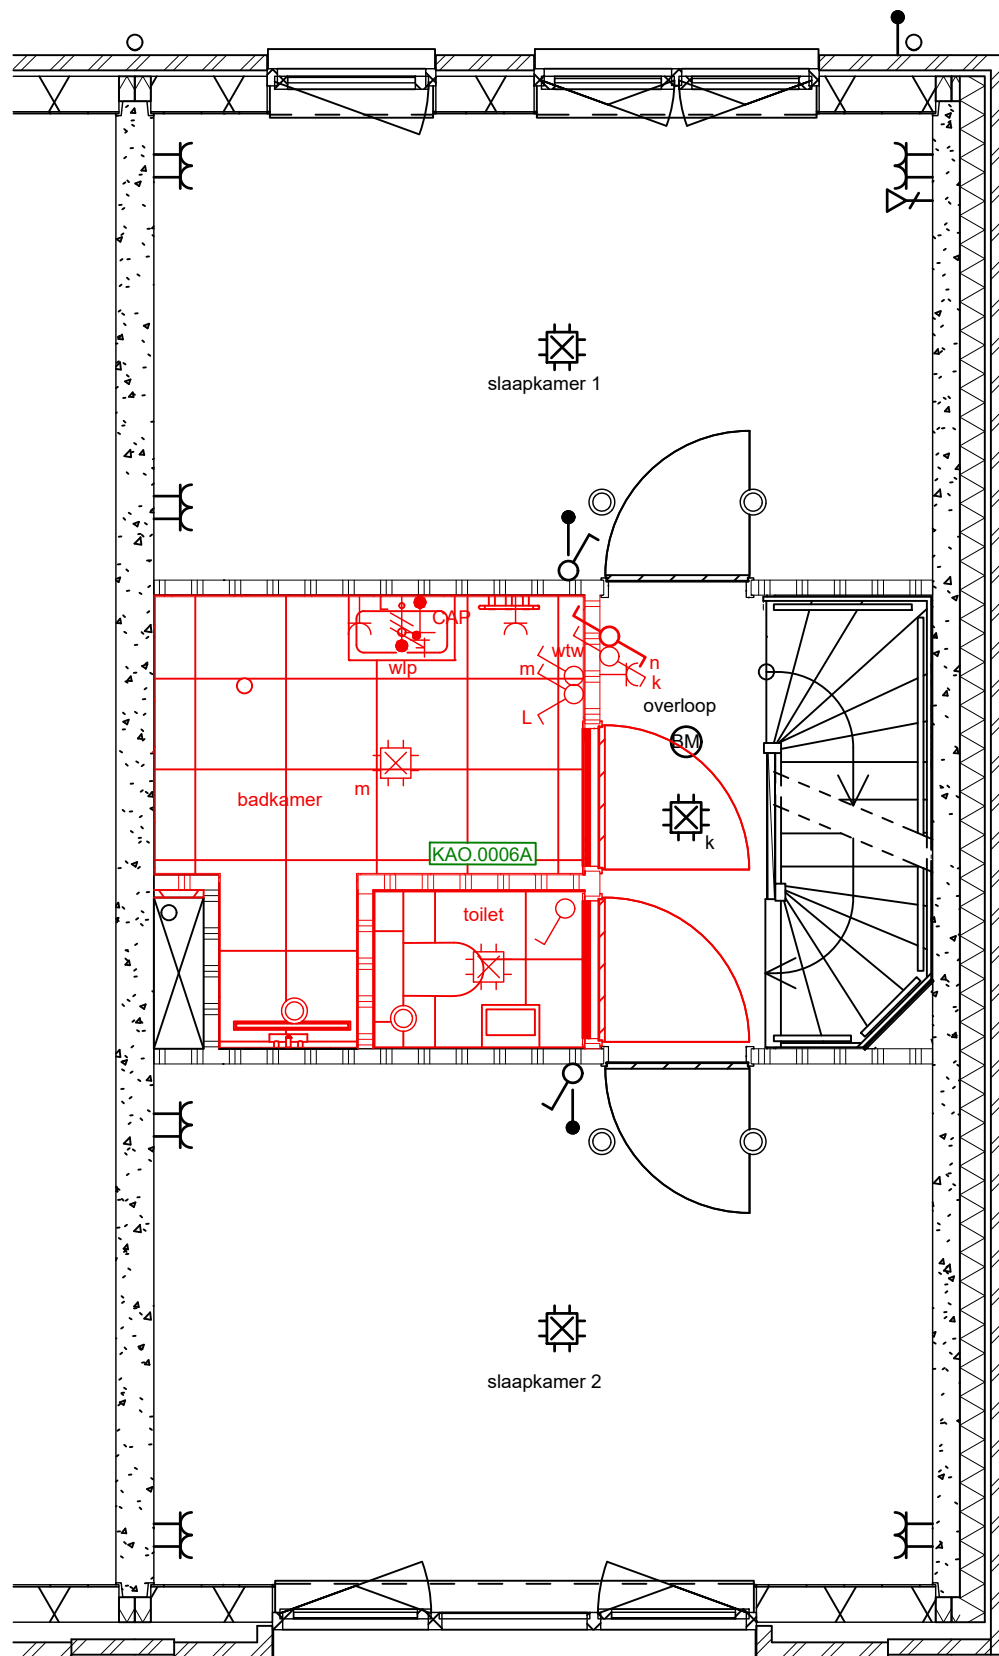 slaapkamer 1
L
CAP
wtw
wlp
m
n
k
L
overloop
BM
m
badkamer
k
KAO.0006A
toilet
slaapkamer 2